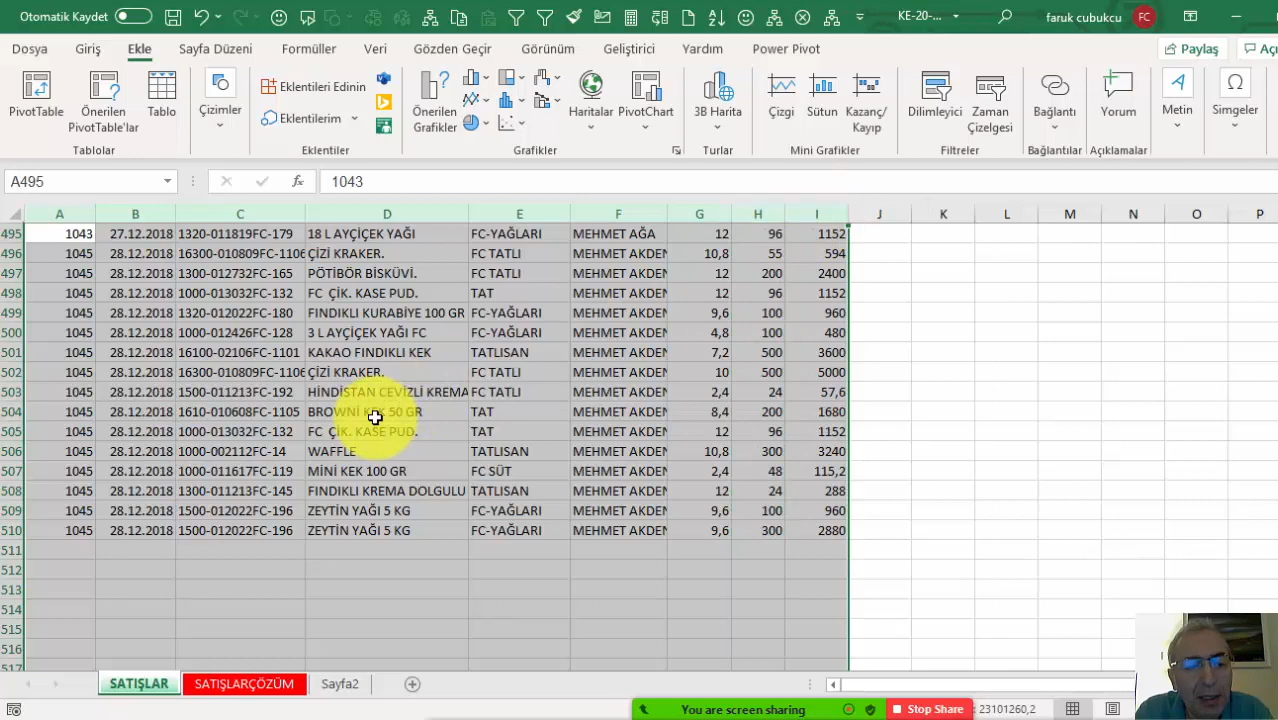 Otomatik Kaydet
KE-20-...
faruk cubukcu FC
Dosya Giriş Ekle Sayfa Düzeni Formüller Veri Gözden Geçir Görünüm Geliştirici Yardım Power Pivot Paylaş Açı
PivotTable Önerilen PivotTable'lar Tablo Çizimler Eklentileri Edinin Eklentilerim Önerilen Grafikler Haritalar PivotChart 3B Harita Çizgi Sütun Kazanç/ Kayıp Dilimleyici Zaman Çizelgesi Bağlantı Yorum Metin Simgeler
Tablolar Eklentiler Grafikler Turlar Mini Grafikler Filtreler Bağlantılar Açıklamalar
A495 fx 1043
A B C D E F G H I J K L M N O P
495 1043 27.12.2018 1320-011819FC-179 18 L AYÇİÇEK YAĞI FC-YAĞLARI MEHMET AĞA 12 96 1152
496 1045 28.12.2018 16300-010809FC-1106 ÇİZİ KRAKER. FC TATLI MEHMET AKDEN 10,8 55 594
497 1045 28.12.2018 1300-012732FC-165 PÖTİBÖR BİSKÜVİ. FC TATLI MEHMET AKDEN 12 200 2400
498 1045 28.12.2018 1000-013032FC-132 FC ÇİK. KASE PUD. TAT MEHMET AKDEN 12 96 1152
499 1045 28.12.2018 1320-012022FC-180 FINDIKLI KURABİYE 100 GR FC-YAĞLARI MEHMET AKDEN 9,6 100 960
500 1045 28.12.2018 1000-012426FC-128 3 L AYÇİÇEK YAĞI FC FC-YAĞLARI MEHMET AKDEN 4,8 100 480
501 1045 28.12.2018 16100-02106FC-1101 KAKAO FINDIKLI KEK TATLISAN MEHMET AKDEN 7,2 500 3600
502 1045 28.12.2018 16300-010809FC-1106 ÇİZİ KRAKER. FC TATLI MEHMET AKDEN 10 500 5000
503 1045 28.12.2018 1500-011213FC-192 HİNDİSTAN CEVİZLİ KREMA FC TATLI MEHMET AKDEN 2,4 24 57,6
504 1045 28.12.2018 1610-010608FC-1105 BROWNİ KEK 50 GR TAT MEHMET AKDEN 8,4 200 1680
505 1045 28.12.2018 1000-013032FC-132 FC ÇİK. KASE PUD. TAT MEHMET AKDEN 12 96 1152
506 1045 28.12.2018 1000-002112FC-14 WAFFLE TATLISAN MEHMET AKDEN 10,8 300 3240
507 1045 28.12.2018 1000-011617FC-119 MİNİ KEK 100 GR FC SÜT MEHMET AKDEN 2,4 48 115,2
508 1045 28.12.2018 1300-011213FC-145 FINDIKLI KREMA DOLGULU TATLISAN MEHMET AKDEN 12 24 288
509 1045 28.12.2018 1500-012022FC-196 ZEYTİN YAĞI 5 KG FC-YAĞLARI MEHMET AKDEN 9,6 100 960
510 1045 28.12.2018 1500-012022FC-196 ZEYTİN YAĞI 5 KG FC-YAĞLARI MEHMET AKDEN 9,6 300 2880
511
512
513
514
515
516
517
SATIŞLAR SATIŞLARÇÖZÜM Sayfa2
You are screen sharing Stop Share 23101260,2